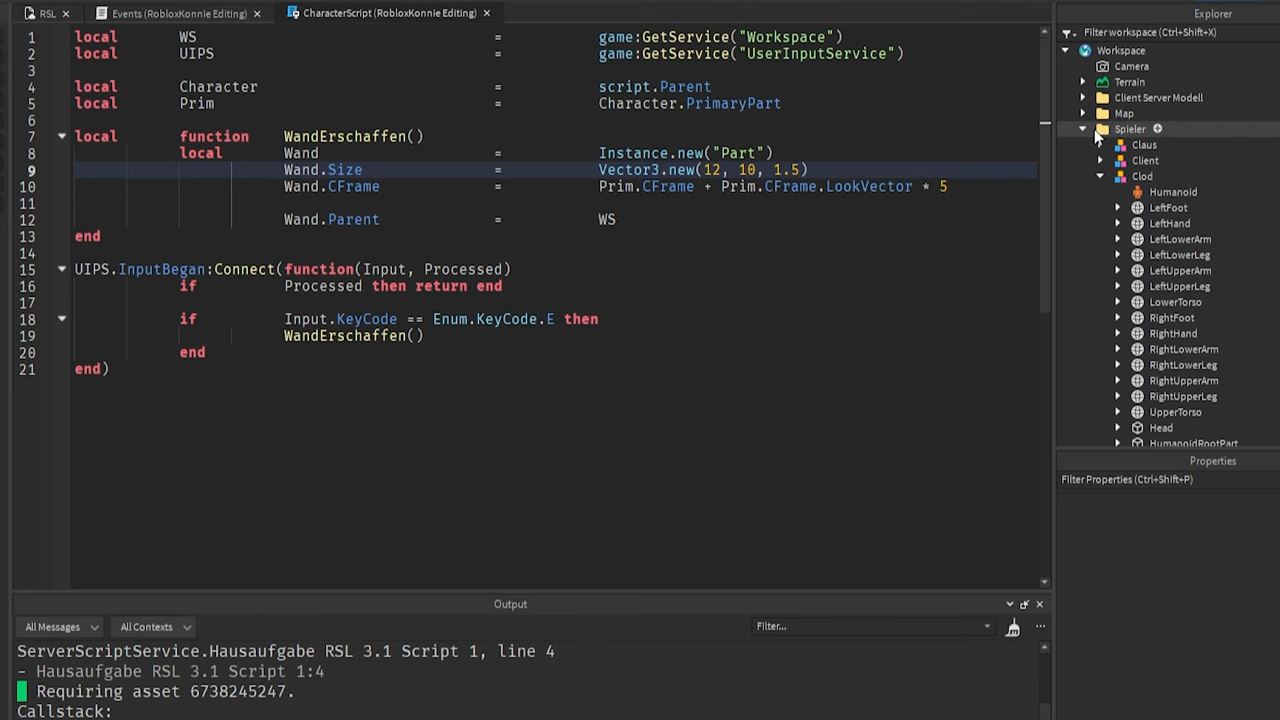 RSL
Events (RobloxKonnie Editing)
CharacterScript (RobloxKonnie Editing)
1 local WS = game:GetService("Workspace")
2 local UIPS = game:GetService("UserInputService")
3
4 local Character = script.Parent
5 local Prim = Character.PrimaryPart
6
7 local function WandErschaffen()
8 local Wand = Instance.new("Part")
9 Wand.Size = Vector3.new(12, 10, 1.5)
10 Wand.CFrame = Prim.CFrame + Prim.CFrame.LookVector * 5
11
12 Wand.Parent = WS
13 end
14
15 UIPS.InputBegan:Connect(function(Input, Processed)
16 if Processed then return end
17
18 if Input.KeyCode == Enum.KeyCode.E then
19 WandErschaffen()
20 end
21 end)
Explorer
Filter workspace (Ctrl+Shift+X)
Workspace
Camera
Terrain
Client Server Modell
Map
Spieler
Claus
Client
Clod
Humanoid
LeftFoot
LeftHand
LeftLowerArm
LeftLowerLeg
LeftUpperArm
LeftUpperLeg
LowerTorso
RightFoot
RightHand
RightLowerArm
RightLowerLeg
RightUpperArm
RightUpperLeg
UpperTorso
Head
HumanoidRootPart
Properties
Filter Properties (Ctrl+Shift+P)
Output
All Messages
All Contexts
Filter...
ServerScriptService.Hausaufgabe RSL 3.1 Script 1, line 4
- Hausaufgabe RSL 3.1 Script 1:4
Requiring asset 6738245247.
Callstack: